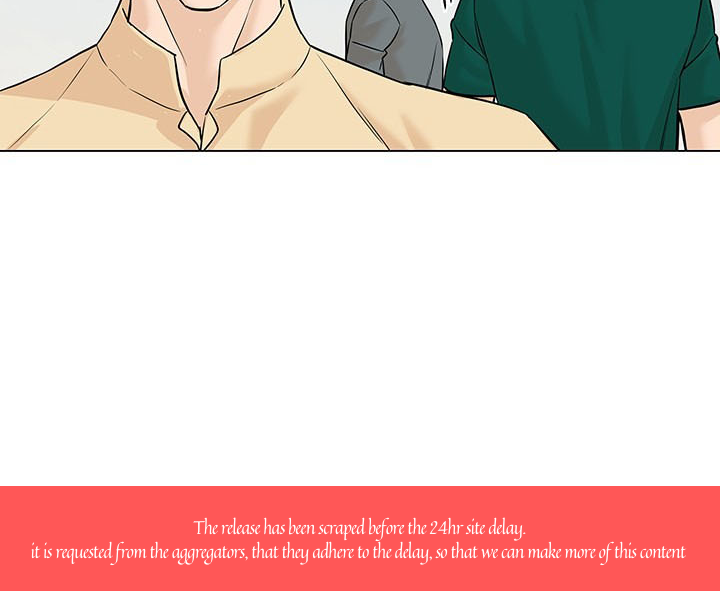 The release has been scraped before the 24hr site delay.
it is requested from the aggregators, that they adhere to the delay, so that we can make more of this content